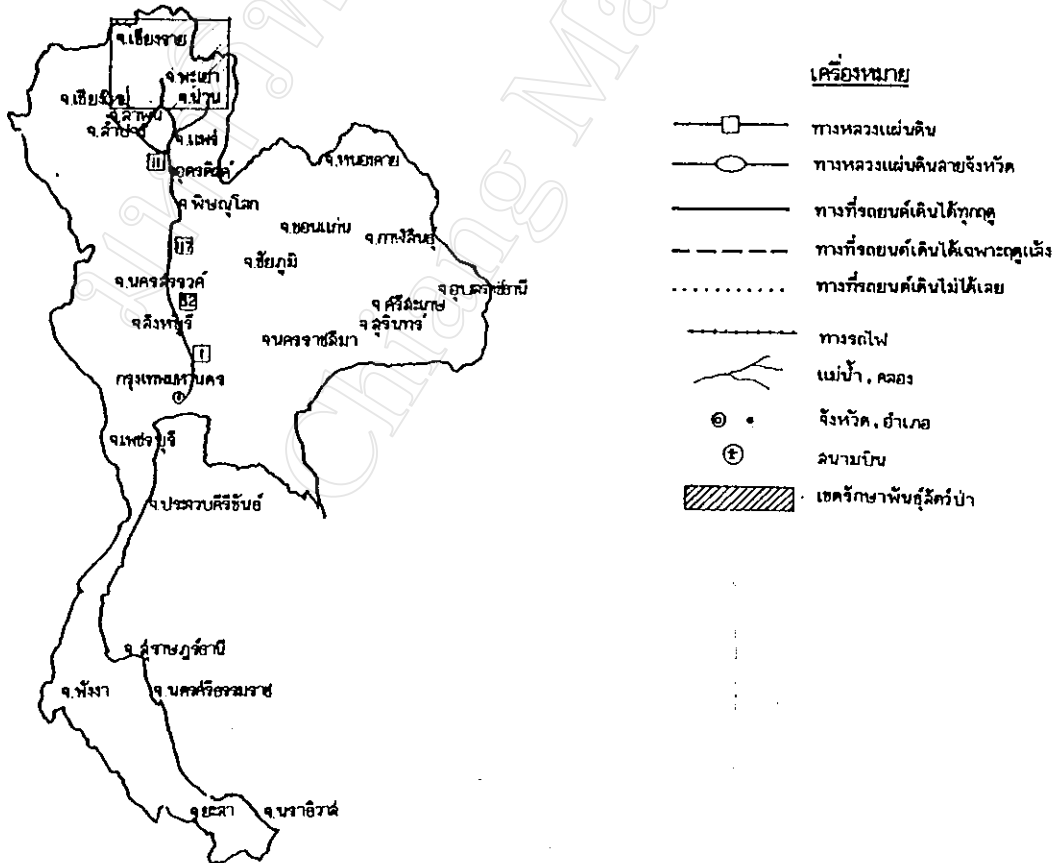 จ.เชียงราย
จ.พะเยา
จ.น่าน
จ.เชียงใหม่
จ.ลำพูน
จ.ลำปาง
จ.แพร่
11
จ.อุตรดิตถ์
จ.พิษณุโลก
117
จ.นครสวรรค์
32
จ.สิงห์บุรี
1
กรุงเทพมหานคร
จ.หนองคาย
จ.ขอนแก่น
จ.กาฬสินธุ์
จ.ชัยภูมิ
จ.อุบลราชธานี
จ.ศรีสะเกษ
จ.สุรินทร์
จ.นครราชสีมา
จ.เพชรบุรี
จ.ประจวบคีรีขันธ์
จ.สุราษฎร์ธานี
จ.พังงา
จ.นครศรีธรรมราช
จ.ยะลา
จ.นราธิวาส
เครื่องหมาย
ทางหลวงแผ่นดิน
ทางหลวงแผ่นดินสายจังหวัด
ทางที่รถยนต์เดินได้ทุกฤดู
ทางที่รถยนต์เดินได้เฉพาะฤดูแล้ง
ทางที่รถยนต์เดินไม่ได้เลย
ทางรถไฟ
แม่น้ำ, คลอง
จังหวัด, อำเภอ
สนามบิน
เขตรักษาพันธุ์สัตว์ป่า
Chiang Ma